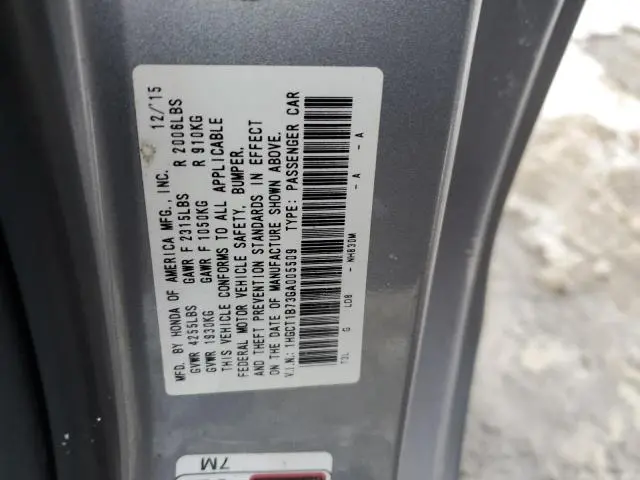 MFD. BY HONDA OF AMERICA MFG., INC. 12/'15
GVWR 4255LBS GAWR F 2315LBS R 2006LBS
GVWR 1930KG GAWR F 1050KG R 910KG
THIS VEHICLE CONFORMS TO ALL APPLICABLE
FEDERAL MOTOR VEHICLE SAFETY, BUMPER,
AND THEFT PREVENTION STANDARDS IN EFFECT
ON THE DATE OF MANUFACTURE SHOWN ABOVE.
V.I.N.: 1HGCT1B73GA005509 TYPE: PASSENGER CAR
T3L G LDB - NH830M - A - A
7M